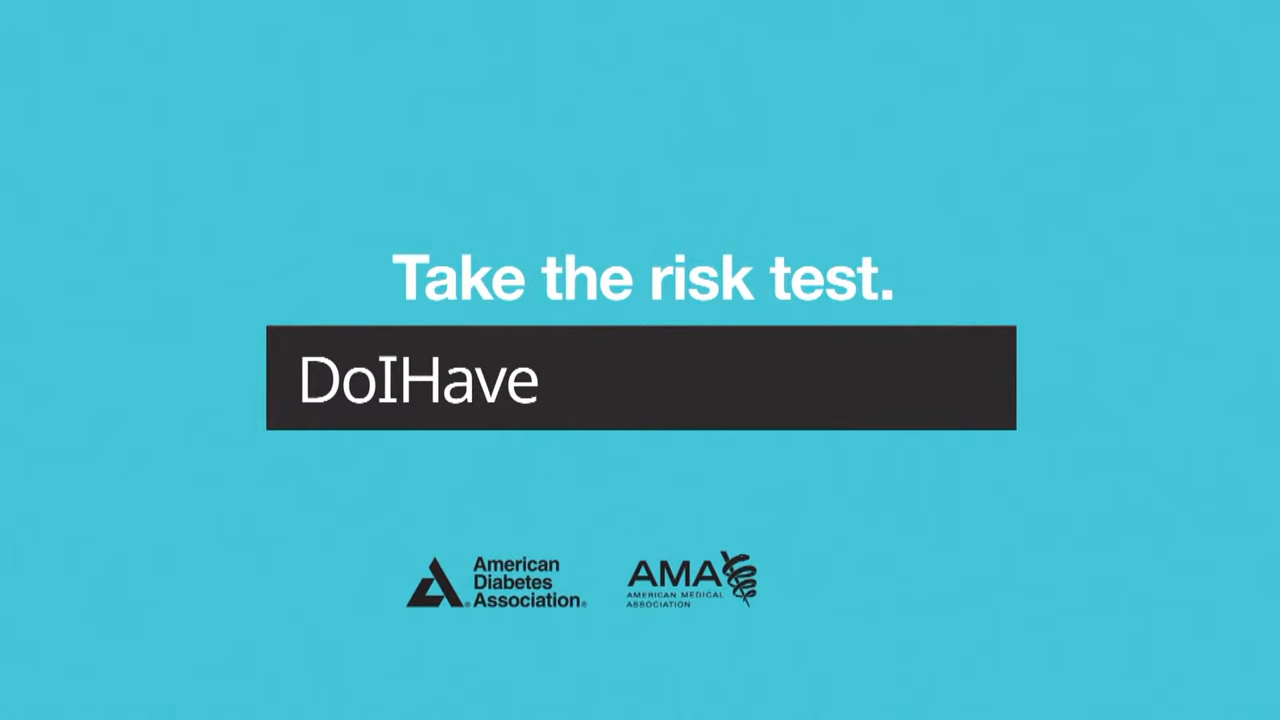 Take the risk test.
DoIHave
American
Diabetes
Association®
AMA
AMERICAN MEDICAL
ASSOCIATION